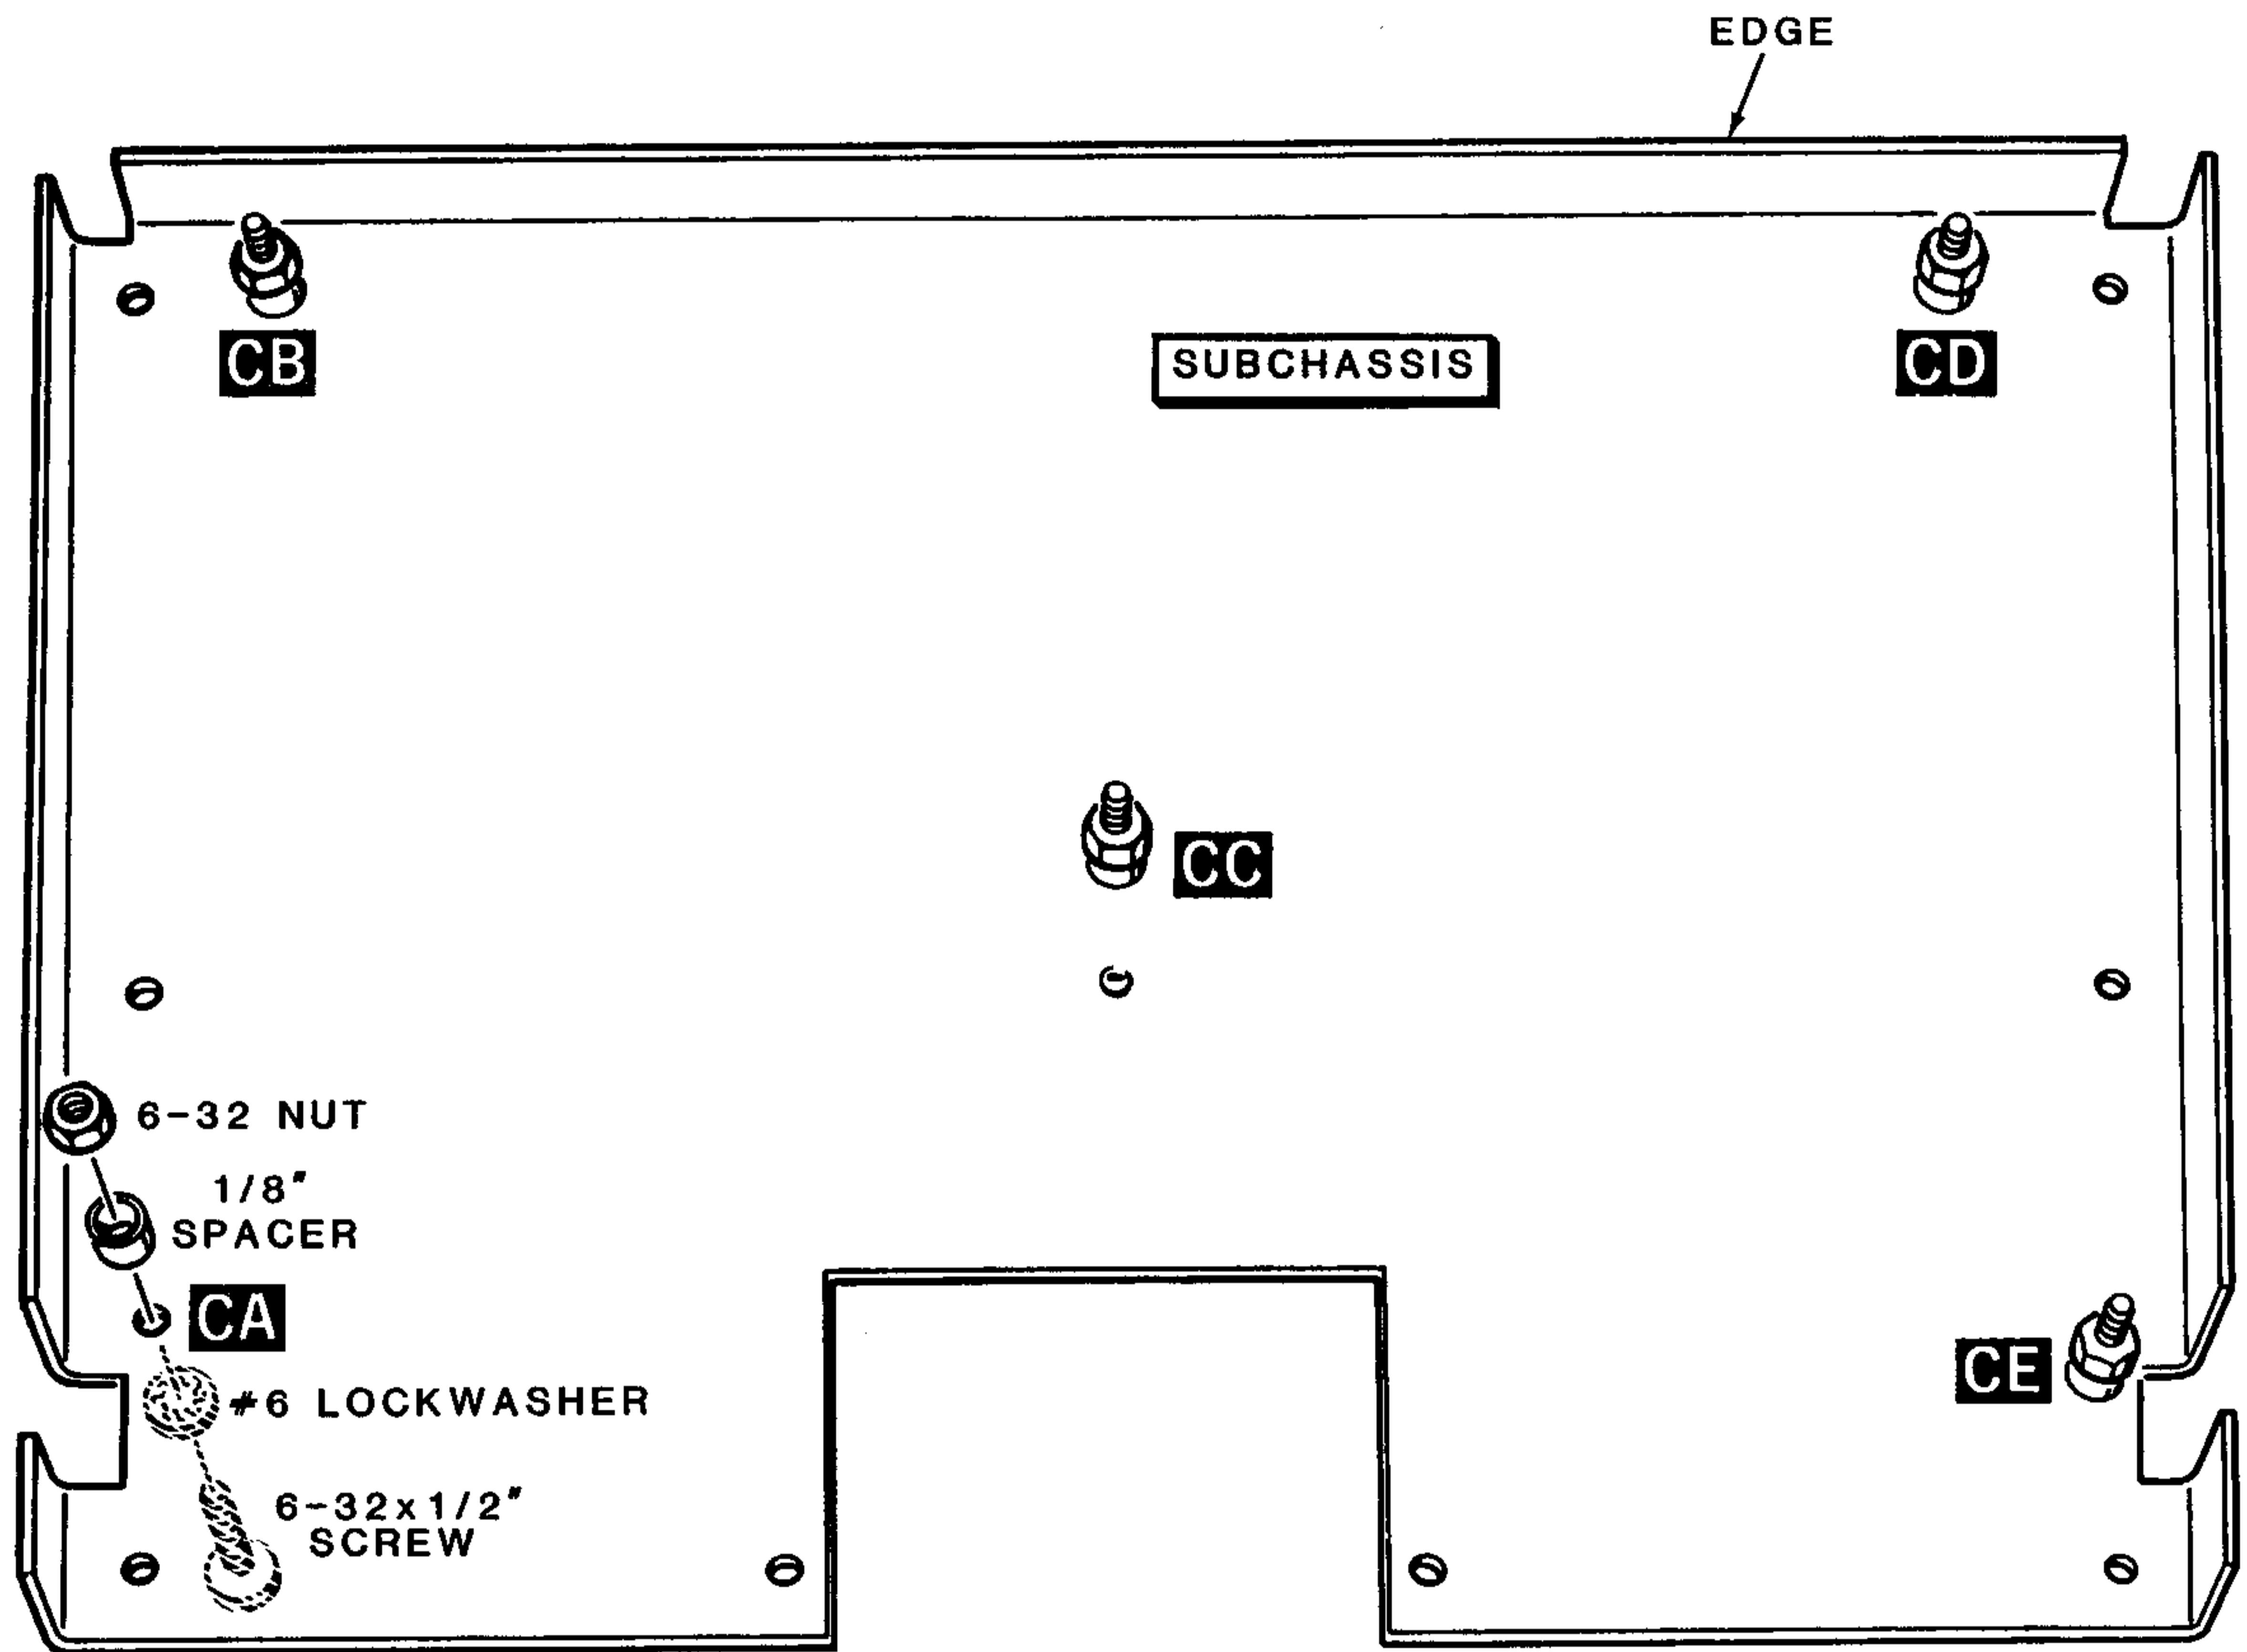 EDGE
CB
SUBCHASSIS
CD
CC
6-32 NUT
1/8"
SPACER
CA
#6 LOCKWASHER
CE
6-32x1/2"
SCREW